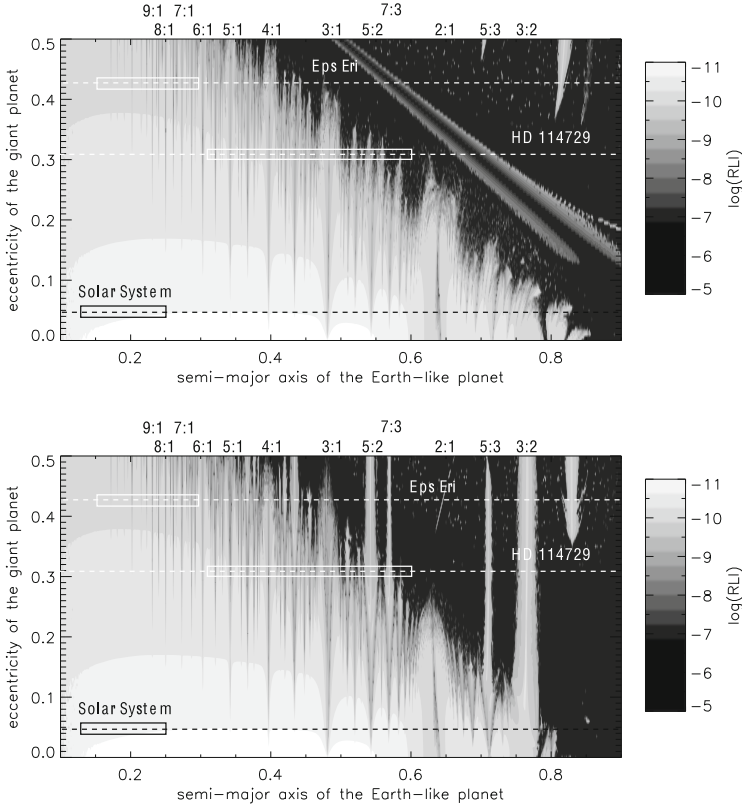 9:1 7:1 7:3
8:1 6:1 5:1 4:1 3:1 5:2 2:1 5:3 3:2
0.5
0.4
0.3
0.2
0.1
0.0
eccentricity of the giant planet
Eps Eri
HD 114729
Solar System
0.2 0.4 0.6 0.8
semi-major axis of the Earth-like planet
-11
-10
-9
-8
-7
-6
-5
log(RLI)
9:1 7:1 7:3
8:1 6:1 5:1 4:1 3:1 5:2 2:1 5:3 3:2
0.5
0.4
0.3
0.2
0.1
0.0
eccentricity of the giant planet
Eps Eri
HD 114729
Solar System
0.2 0.4 0.6 0.8
semi-major axis of the Earth-like planet
-11
-10
-9
-8
-7
-6
-5
log(RLI)